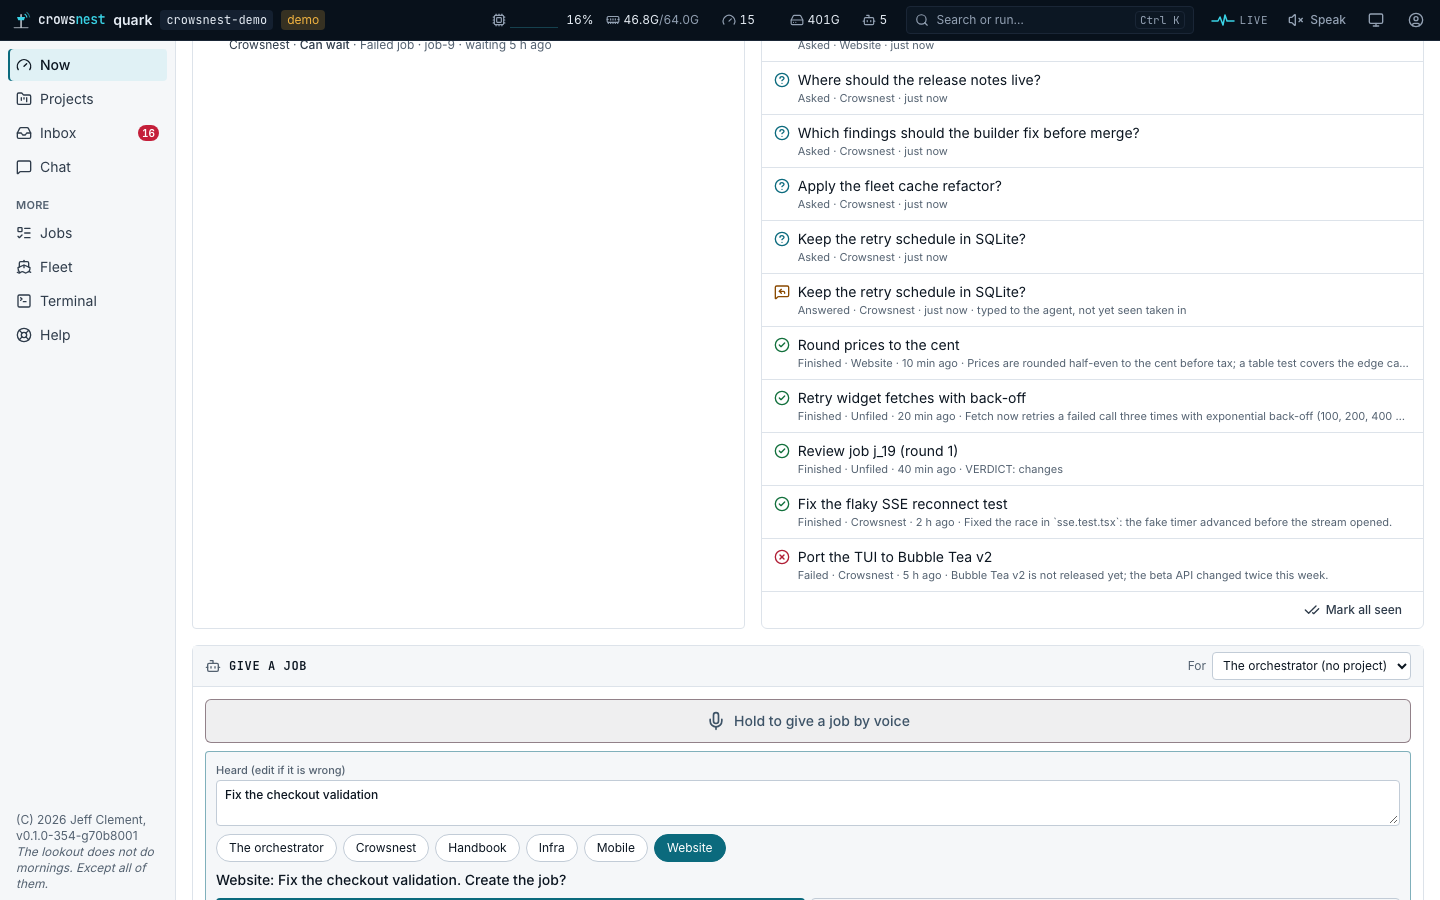 crowsnest quark crowsnest-demo demo 16% 46.8G/64.0G 15 401G 5 Search or run... Ctrl K LIVE Speak
Now
Projects
Inbox 16
Chat
MORE
Jobs
Fleet
Terminal
Help
(C) 2026 Jeff Clement,
v0.1.0-354-g70b8001
The lookout does not do
mornings. Except all of
them.
Crowsnest · Can wait · Failed job · job-9 · waiting 5 h ago
Asked · Website · just now
Where should the release notes live?
Asked · Crowsnest · just now
Which findings should the builder fix before merge?
Asked · Crowsnest · just now
Apply the fleet cache refactor?
Asked · Crowsnest · just now
Keep the retry schedule in SQLite?
Asked · Crowsnest · just now
Keep the retry schedule in SQLite?
Answered · Crowsnest · just now · typed to the agent, not yet seen taken in
Round prices to the cent
Finished · Website · 10 min ago · Prices are rounded half-even to the cent before tax; a table test covers the edge ca...
Retry widget fetches with back-off
Finished · Unfiled · 20 min ago · Fetch now retries a failed call three times with exponential back-off (100, 200, 400 ...
Review job j_19 (round 1)
Finished · Unfiled · 40 min ago · VERDICT: changes
Fix the flaky SSE reconnect test
Finished · Crowsnest · 2 h ago · Fixed the race in `sse.test.tsx`: the fake timer advanced before the stream opened.
Port the TUI to Bubble Tea v2
Failed · Crowsnest · 5 h ago · Bubble Tea v2 is not released yet; the beta API changed twice this week.
Mark all seen
GIVE A JOB For The orchestrator (no project)
Hold to give a job by voice
Heard (edit if it is wrong)
Fix the checkout validation
The orchestrator Crowsnest Handbook Infra Mobile Website
Website: Fix the checkout validation. Create the job?